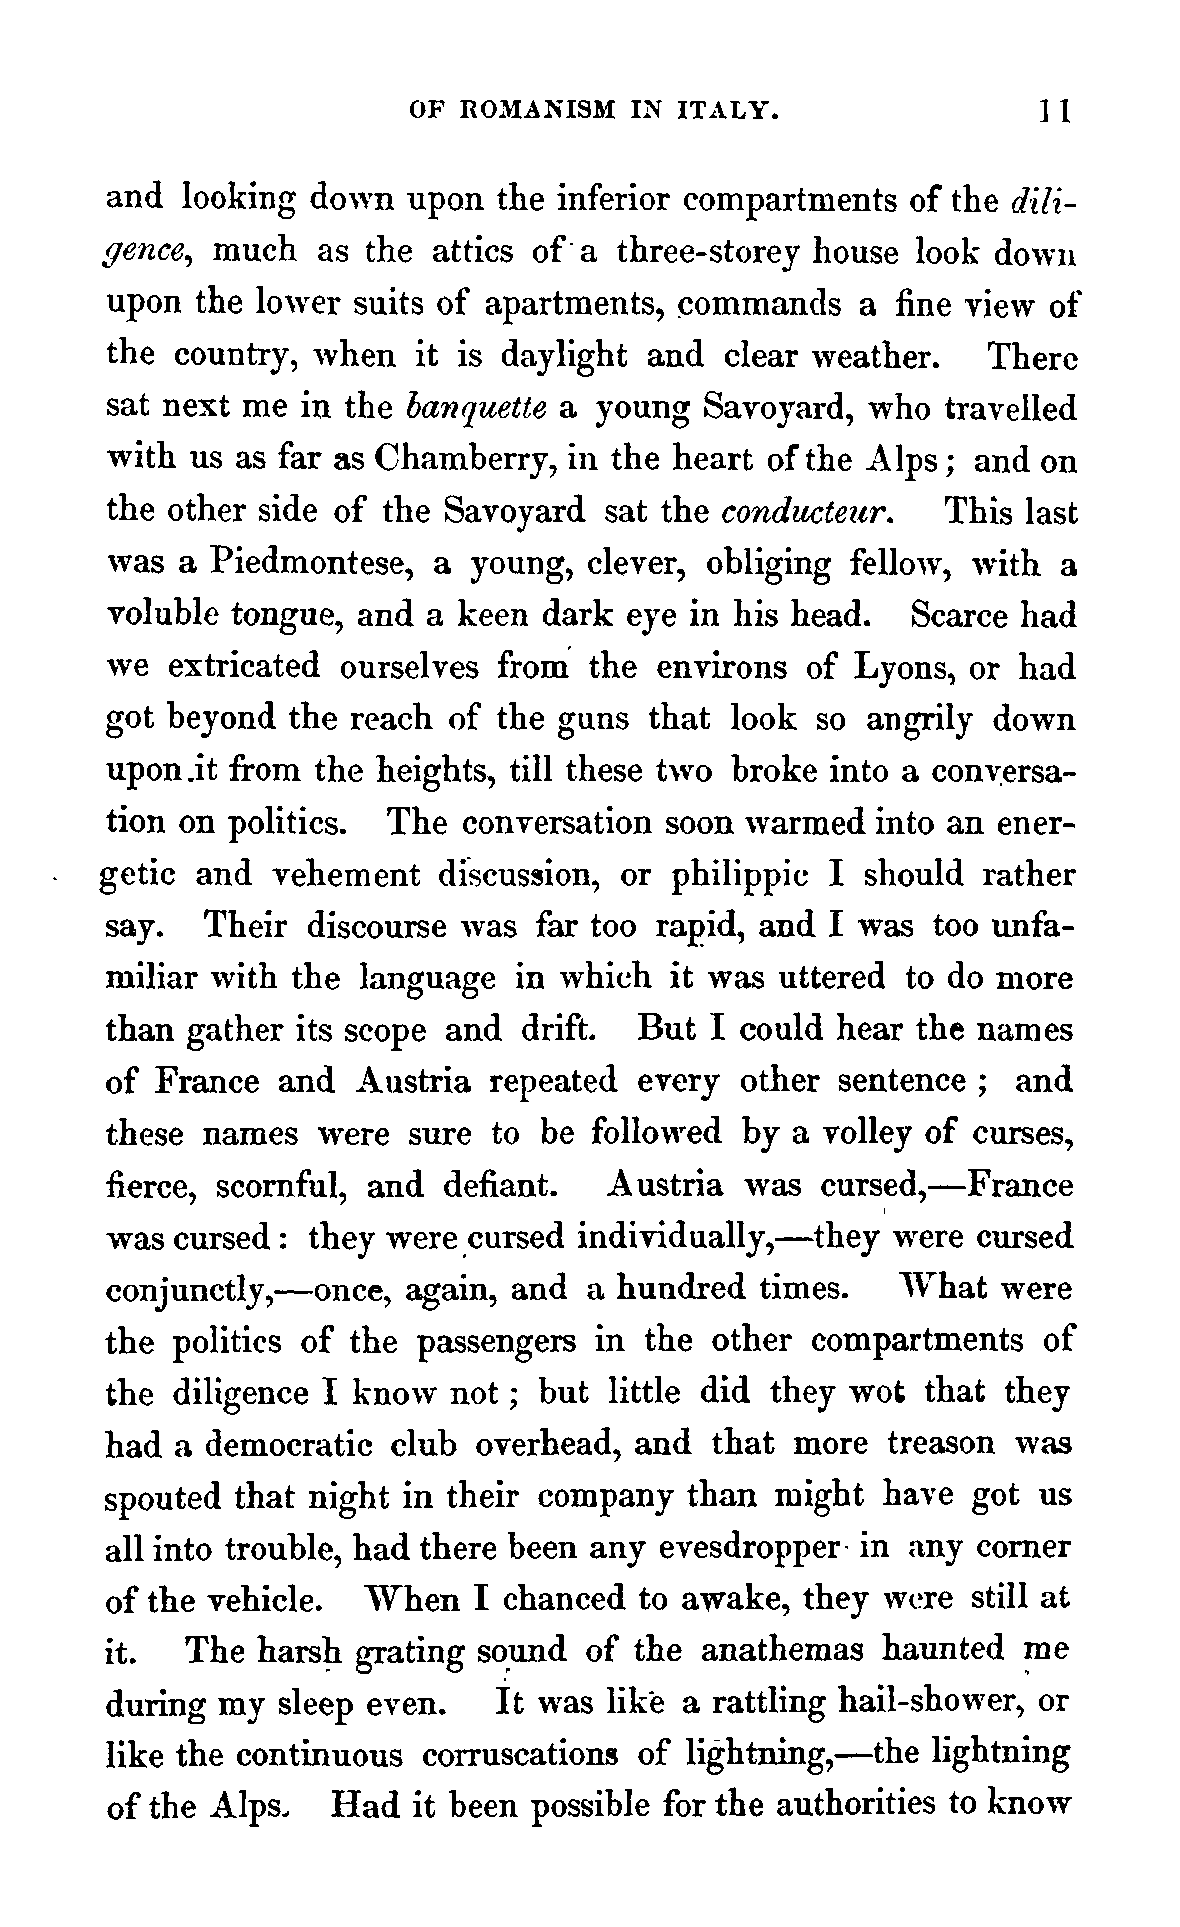 OF ROMANISM IN ITALY. 11
and looking down upon the inferior compartments of the dili-
gence, much as the attics of a three-storey house look down
upon the lower suits of apartments, commands a fine view of
the country, when it is daylight and clear weather. There
sat next me in the banquette a young Savoyard, who travelled
with us as far as Chamberry, in the heart of the Alps; and on
the other side of the Savoyard sat the conducteur. This last
was a Piedmontese, a young, clever, obliging fellow, with a
voluble tongue, and a keen dark eye in his head. Scarce had
we extricated ourselves from the environs of Lyons, or had
got beyond the reach of the guns that look so angrily down
upon it from the heights, till these two broke into a conversa-
tion on politics. The conversation soon warmed into an ener-
getic and vehement discussion, or philippic I should rather
say. Their discourse was far too rapid, and I was too unfa-
miliar with the language in which it was uttered to do more
than gather its scope and drift. But I could hear the names
of France and Austria repeated every other sentence; and
these names were sure to be followed by a volley of curses,
fierce, scornful, and defiant. Austria was cursed,—France
was cursed: they were cursed individually,—they were cursed
conjunctly,—once, again, and a hundred times. What were
the politics of the passengers in the other compartments of
the diligence I know not; but little did they wot that they
had a democratic club overhead, and that more treason was
spouted that night in their company than might have got us
all into trouble, had there been any evesdropper in any corner
of the vehicle. When I chanced to awake, they were still at
it. The harsh grating sound of the anathemas haunted me
during my sleep even. It was like a rattling hail-shower, or
like the continuous corruscations of lightning,—the lightning
of the Alps. Had it been possible for the authorities to know